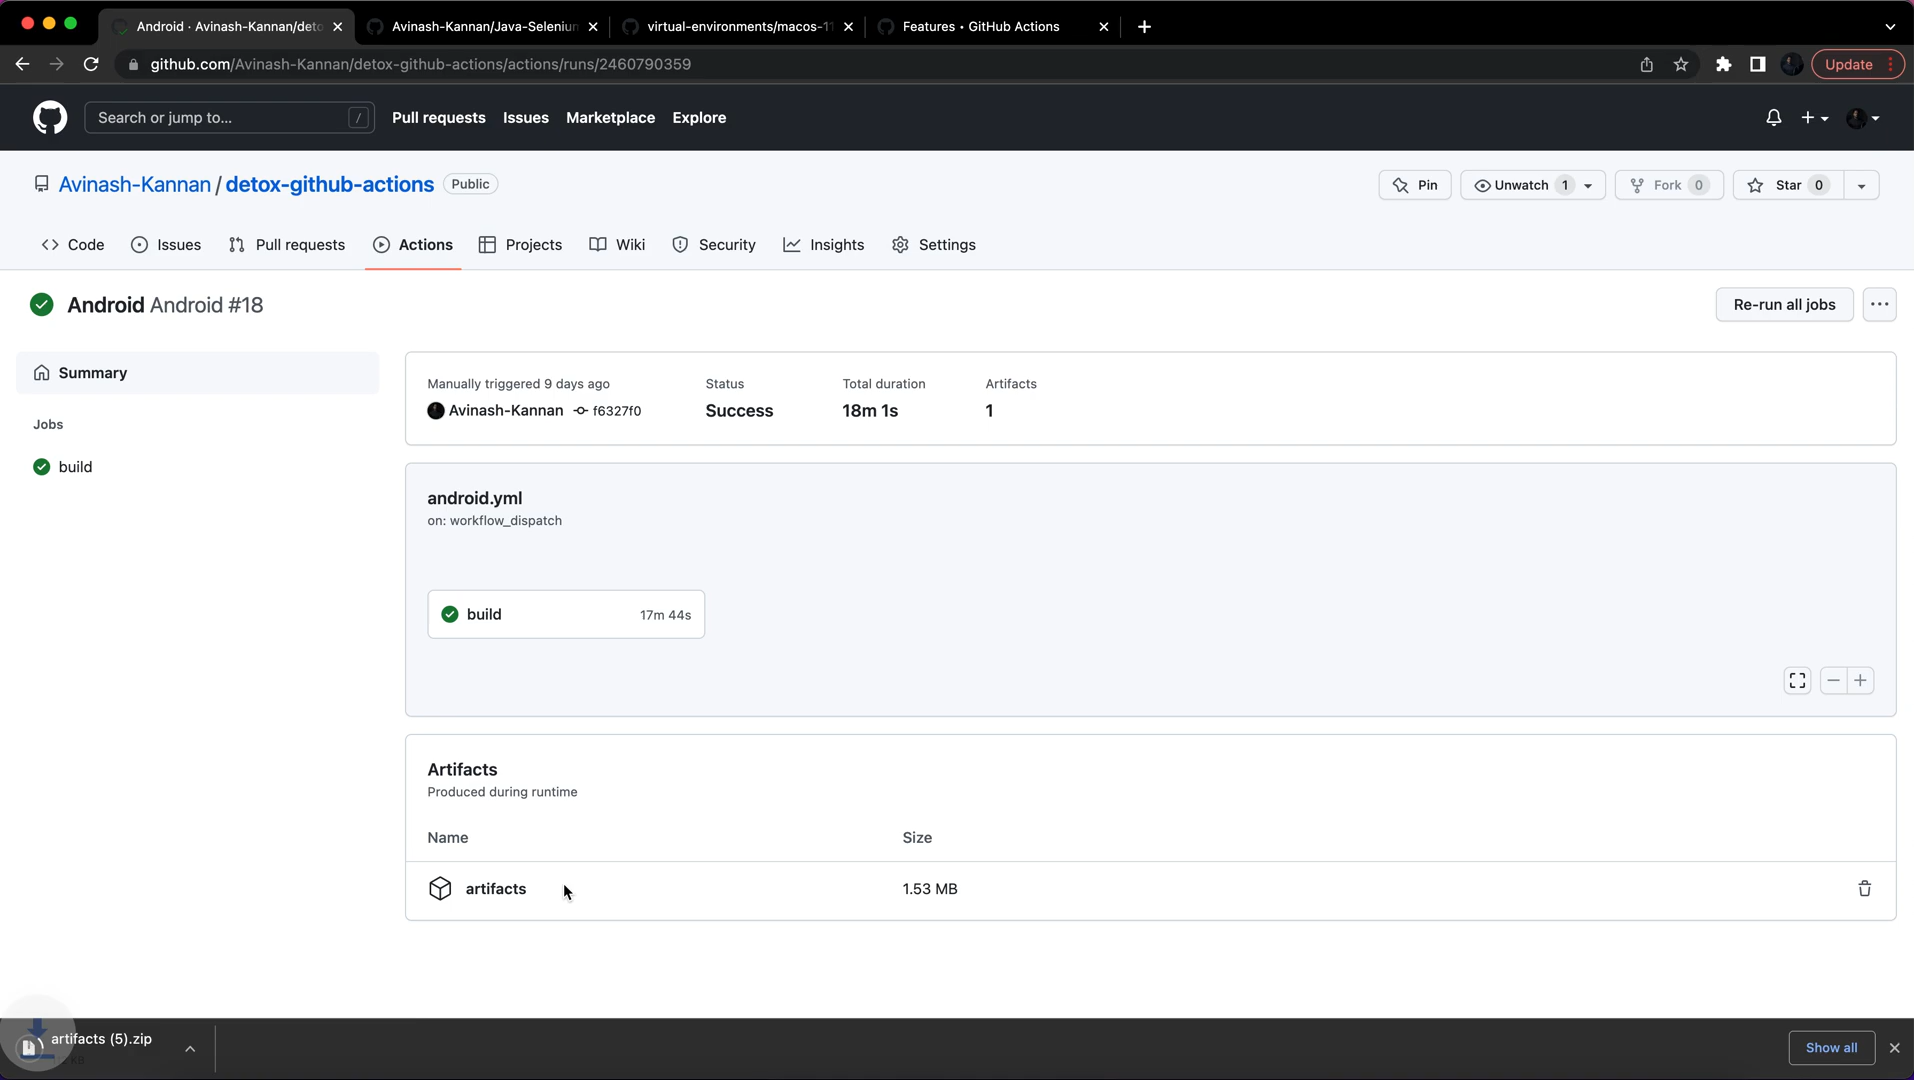 Android · Avinash-Kannan/deto
Avinash-Kannan/Java-Seleniun
virtual-environments/macos-11
Features • GitHub Actions
github.com/Avinash-Kannan/detox-github-actions/actions/runs/2460790359
Update
Search or jump to...
/
Pull requests
Issues
Marketplace
Explore
Avinash-Kannan / detox-github-actions
Public
Pin
Unwatch 1
Fork 0
Star 0
Code
Issues
Pull requests
Actions
Projects
Wiki
Security
Insights
Settings
Android Android #18
Re-run all jobs
Summary
Jobs
build
Manually triggered 9 days ago
Avinash-Kannan f6327f0
Status
Success
Total duration
18m 1s
Artifacts
1
android.yml
on: workflow_dispatch
build
17m 44s
Artifacts
Produced during runtime
Name
Size
artifacts
1.53 MB
artifacts (5).zip
Show all